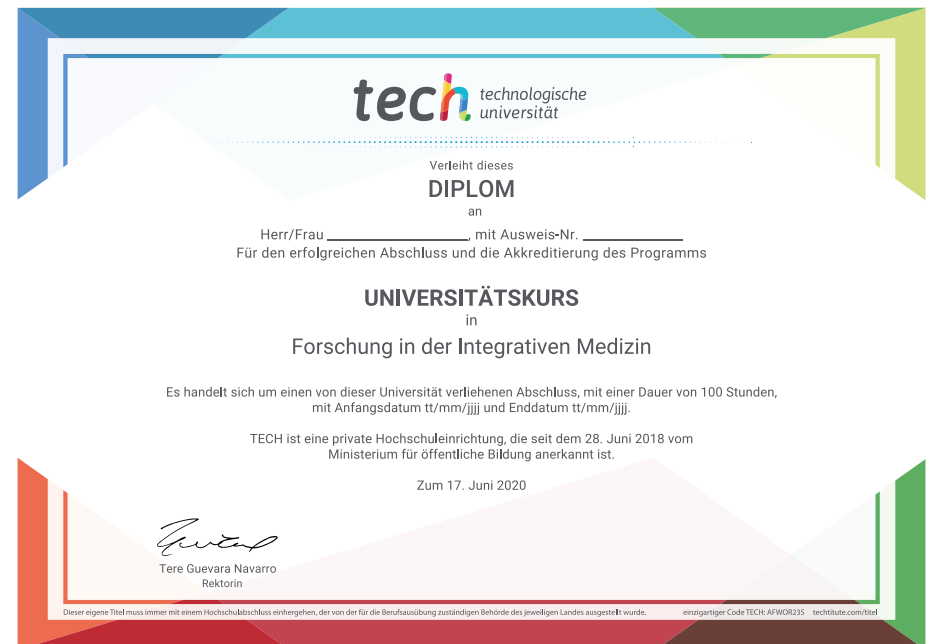 tech technologische
universität
Verleiht dieses
DIPLOM
an
Herr/Frau ____________________, mit Ausweis-Nr. ______________
Für den erfolgreichen Abschluss und die Akkreditierung des Programms
UNIVERSITÄTSKURS
in
Forschung in der Integrativen Medizin
Es handelt sich um einen von dieser Universität verliehenen Abschluss, mit einer Dauer von 100 Stunden,
mit Anfangsdatum tt/mm/jjjj und Enddatum tt/mm/jjjj.
TECH ist eine private Hochschuleinrichtung, die seit dem 28. Juni 2018 vom
Ministerium für öffentliche Bildung anerkannt ist.
Zum 17. Juni 2020
Tere Guevara Navarro
Rektorin
Dieser eigene Titel muss immer mit einem Hochschulabschluss einhergehen, der von der für die Berufsausübung zuständigen Behörde des jeweiligen Landes ausgestellt wurde. einzigartiger Code TECH: AFWOR23S techtitute.com/titel